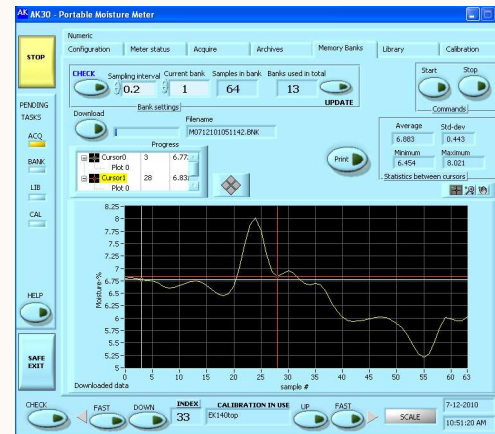 AK30 - Portable Moisture Meter
Numeric
Configuration Meter status Acquire Archives Memory Banks Library Calibration
STOP
CHECK Sampling interval Current bank Samples in bank Banks used in total
0.2 1 64 13
Bank settings UPDATE
Start Stop
Commands
PENDING
TASKS
ACQ
BANK
LIB
CAL
Download
Filename
M0712101051142.BNK
Progress
Cursor0 3 6.77
Plot 0
Cursor1 28 6.83
Plot 0
Print
Average Std-dev
6.883 0.443
Minimum Maximum
6.454 8.021
Statistics between cursors
Moisture-%
8.25
8
7.75
7.5
7.25
7
6.75
6.5
6.25
6
5.75
5.5
5.25
5
0 5 10 15 20 25 30 35 40 45 50 55 60 63
sample #
Downloaded data
HELP
SAFE
EXIT
CHECK FAST DOWN INDEX CALIBRATION IN USE UP FAST
33 EK140top
SCALE
7-12-2010
10:51:20 AM